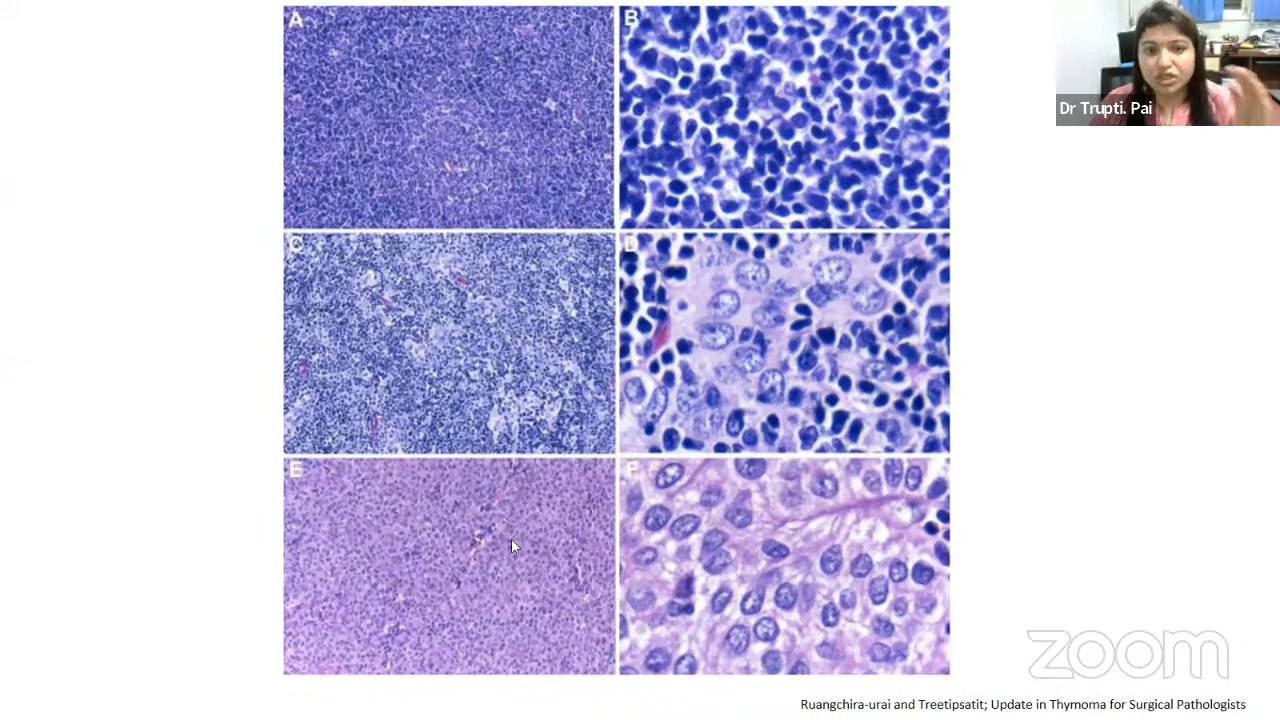 A
B
Dr Trupti. Pai
C
D
E
F
zoom
Ruangchira-urai and Treetipsatit; Update in Thymoma for Surgical Pathologists